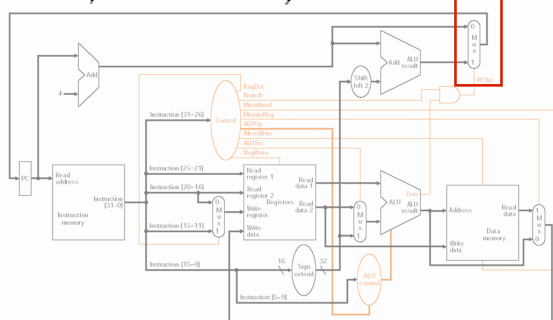 0
M
u
x
1
PCSrc
Add
ALU
result
Add
4
Shift
left 2
RegDst
Branch
MemRead
MemtoReg
ALUOp
MemWrite
ALUSrc
RegWrite
Control
Instruction [31–26]
Instruction [25–21]
Instruction [20–16]
Instruction [15–11]
Instruction [15–0]
Instruction [5–0]
PC
Read
address
Instruction
[31–0]
Instruction
memory
0
M
u
x
1
Read
register 1
Read
register 2
Write
register
Write
data
Registers
Read
data 1
Read
data 2
0
M
u
x
1
Zero
ALU
ALU
result
Address
Write
data
Read
data
Data
memory
1
M
u
x
0
16
Sign
extend
32
ALU
control